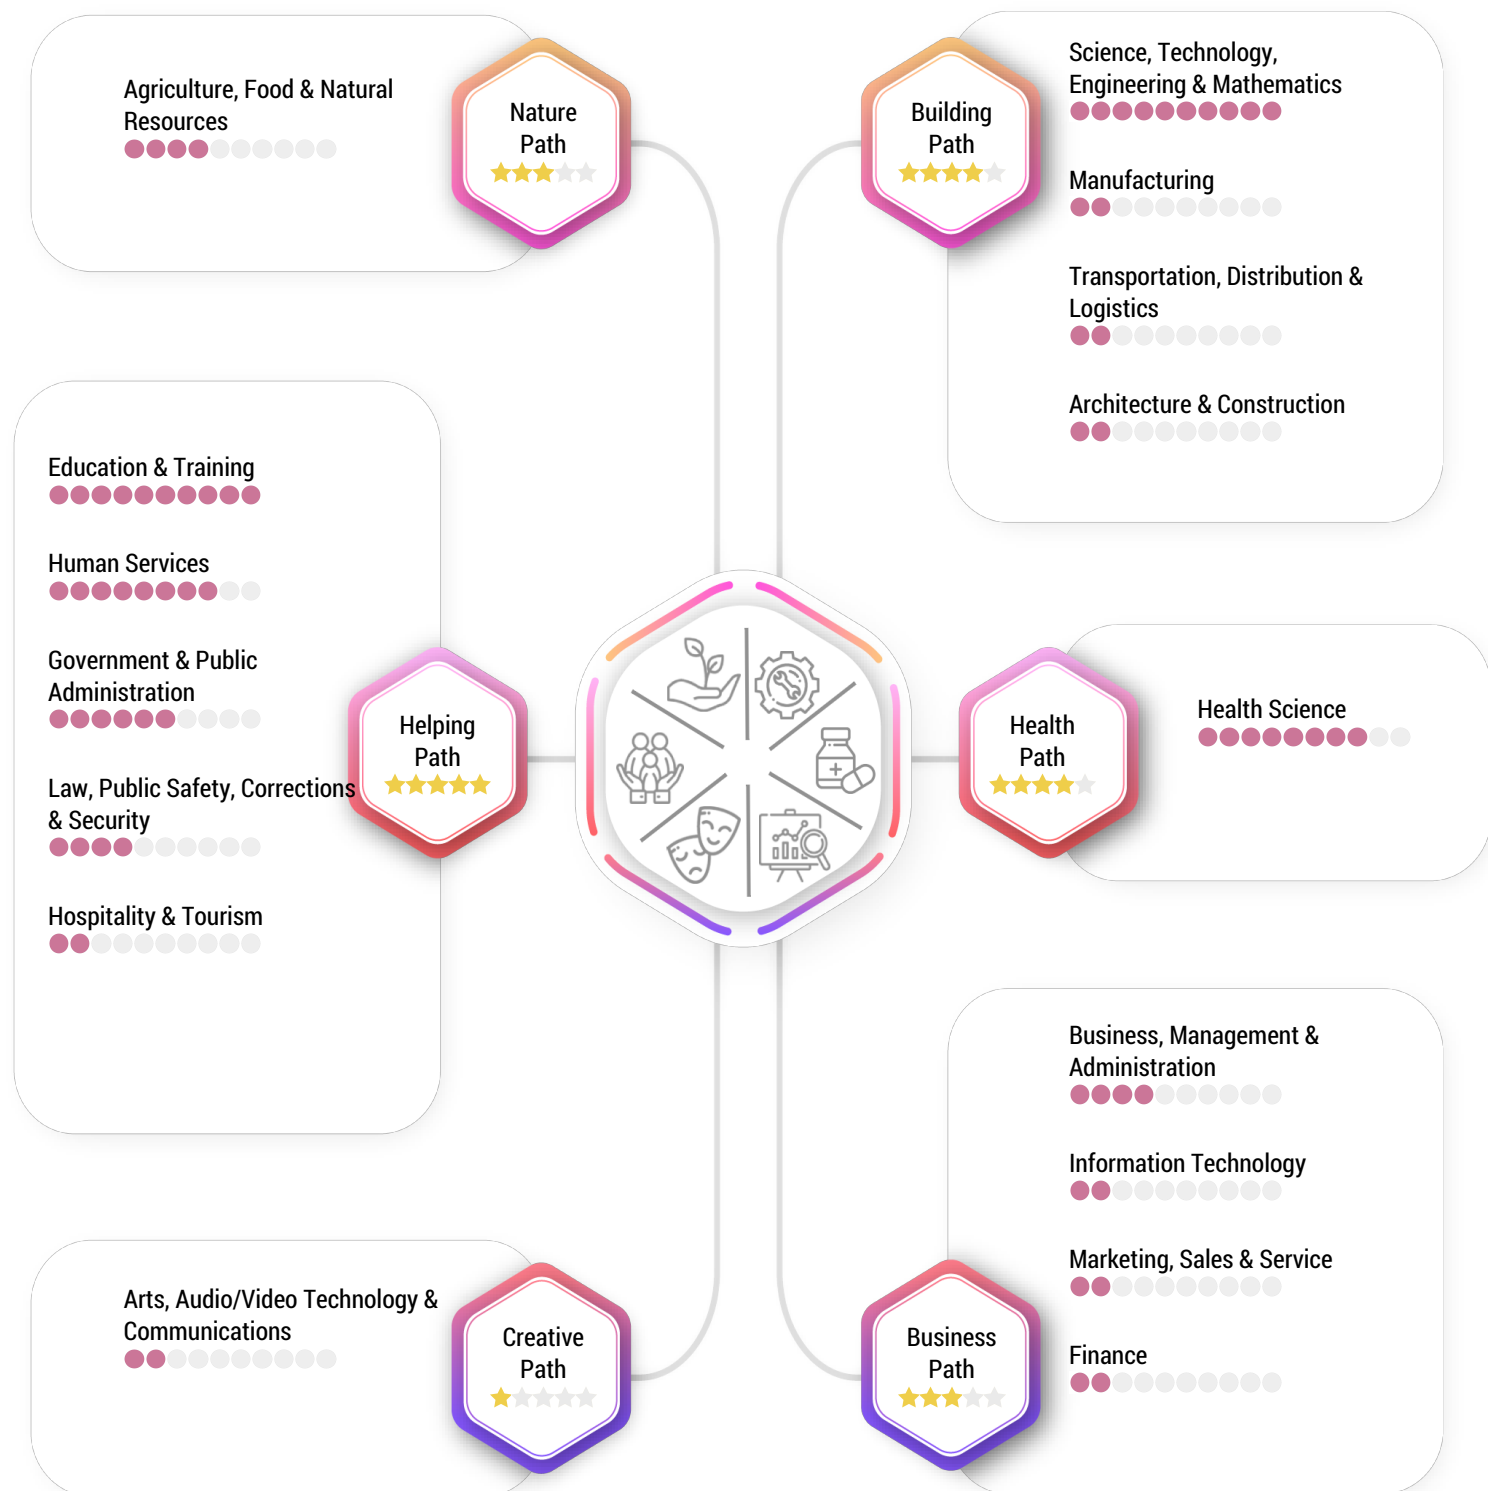 Agriculture, Food & Natural
Resources
Nature
Path
Building
Path
Science, Technology,
Engineering & Mathematics
Manufacturing
Transportation, Distribution &
Logistics
Architecture & Construction
Education & Training
Human Services
Government & Public
Administration
Law, Public Safety, Corrections
& Security
Hospitality & Tourism
Helping
Path
Health
Path
Health Science
Business, Management &
Administration
Information Technology
Marketing, Sales & Service
Finance
Arts, Audio/Video Technology &
Communications
Creative
Path
Business
Path